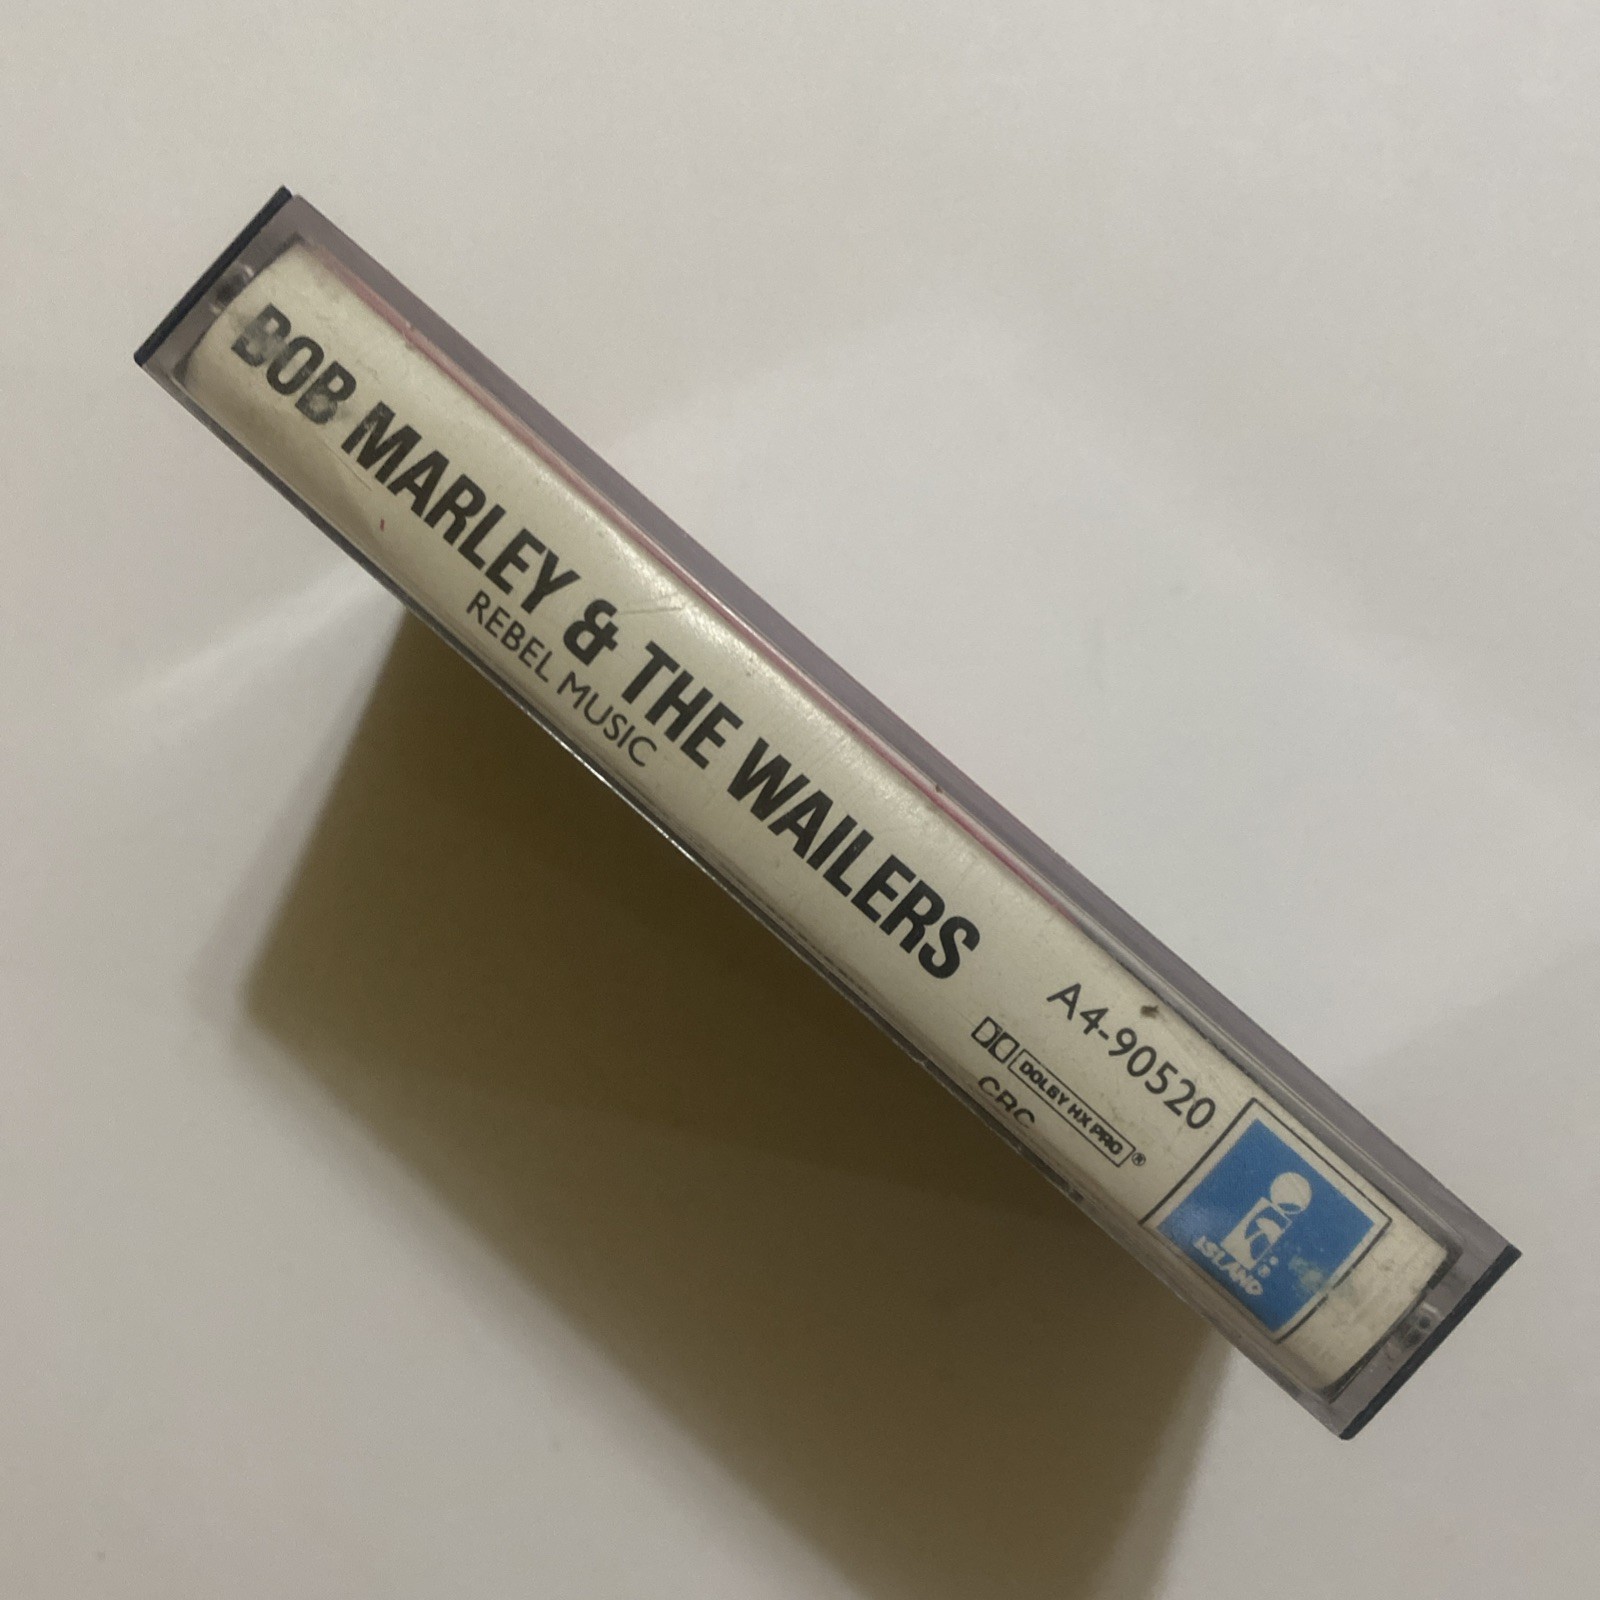 BOB MARLEY & THE WAILERS
REBEL MUSIC
A4-90520
DOLBY HX PRO®
CRC
ISLAND®